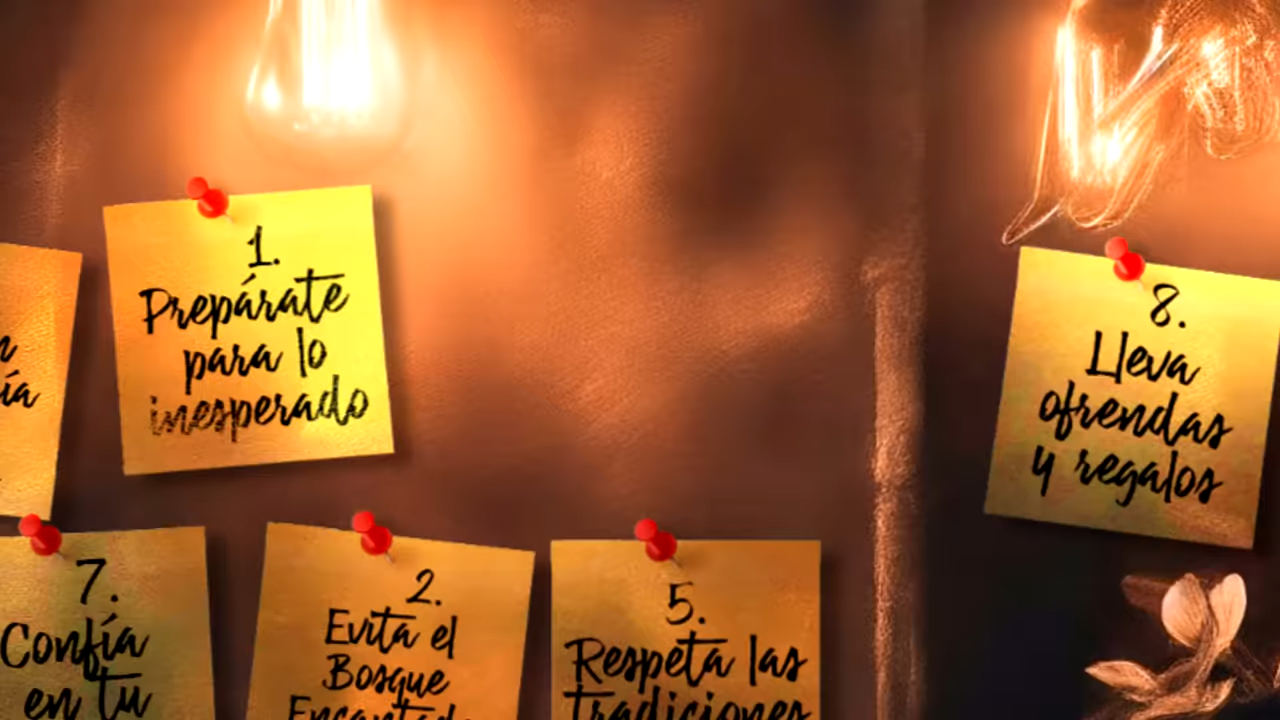 1.
Prepárate
para lo
inesperado
8.
Lleva
ofrendas
y regalos
7.
Confía
en tu
2.
Evita el
Bosque
5.
Respeta las
Tradiciones